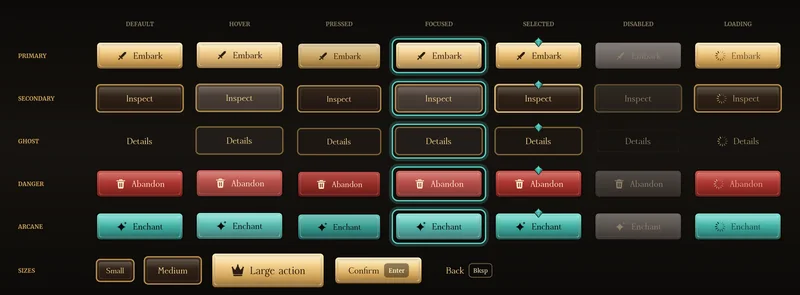 DEFAULT HOVER PRESSED FOCUSED SELECTED DISABLED LOADING
PRIMARY Embark Embark Embark Embark Embark Embark Embark
SECONDARY Inspect Inspect Inspect Inspect Inspect Inspect Inspect
GHOST Details Details Details Details Details Details Details
DANGER Abandon Abandon Abandon Abandon Abandon Abandon Abandon
ARCANE Enchant Enchant Enchant Enchant Enchant Enchant Enchant
SIZES Small Medium Large action Confirm Enter Back Bksp